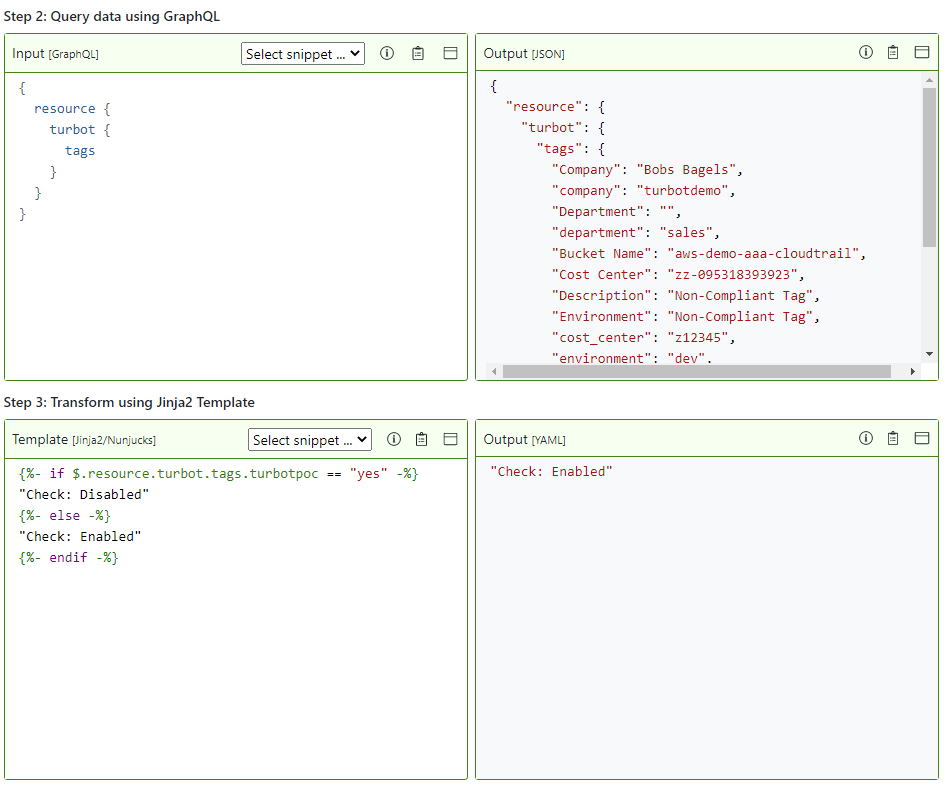 Step 2: Query data using GraphQL
Input [GraphQL]
Select snippet ...
{
  resource {
    turbot {
      tags
    }
  }
}
Output [JSON]
{
  "resource": {
    "turbot": {
      "tags": {
        "Company": "Bobs Bagels",
        "company": "turbotdemo",
        "Department": "",
        "department": "sales",
        "Bucket Name": "aws-demo-aaa-cloudtrail",
        "Cost Center": "zz-095318393923",
        "Description": "Non-Compliant Tag",
        "Environment": "Non-Compliant Tag",
        "cost_center": "z12345",
        "environment": "dev",
Step 3: Transform using Jinja2 Template
Template [Jinja2/Nunjucks]
Select snippet ...
{%- if $.resource.turbot.tags.turbotpoc == "yes" -%}
"Check: Disabled"
{%- else -%}
"Check: Enabled"
{%- endif -%}
Output [YAML]
"Check: Enabled"